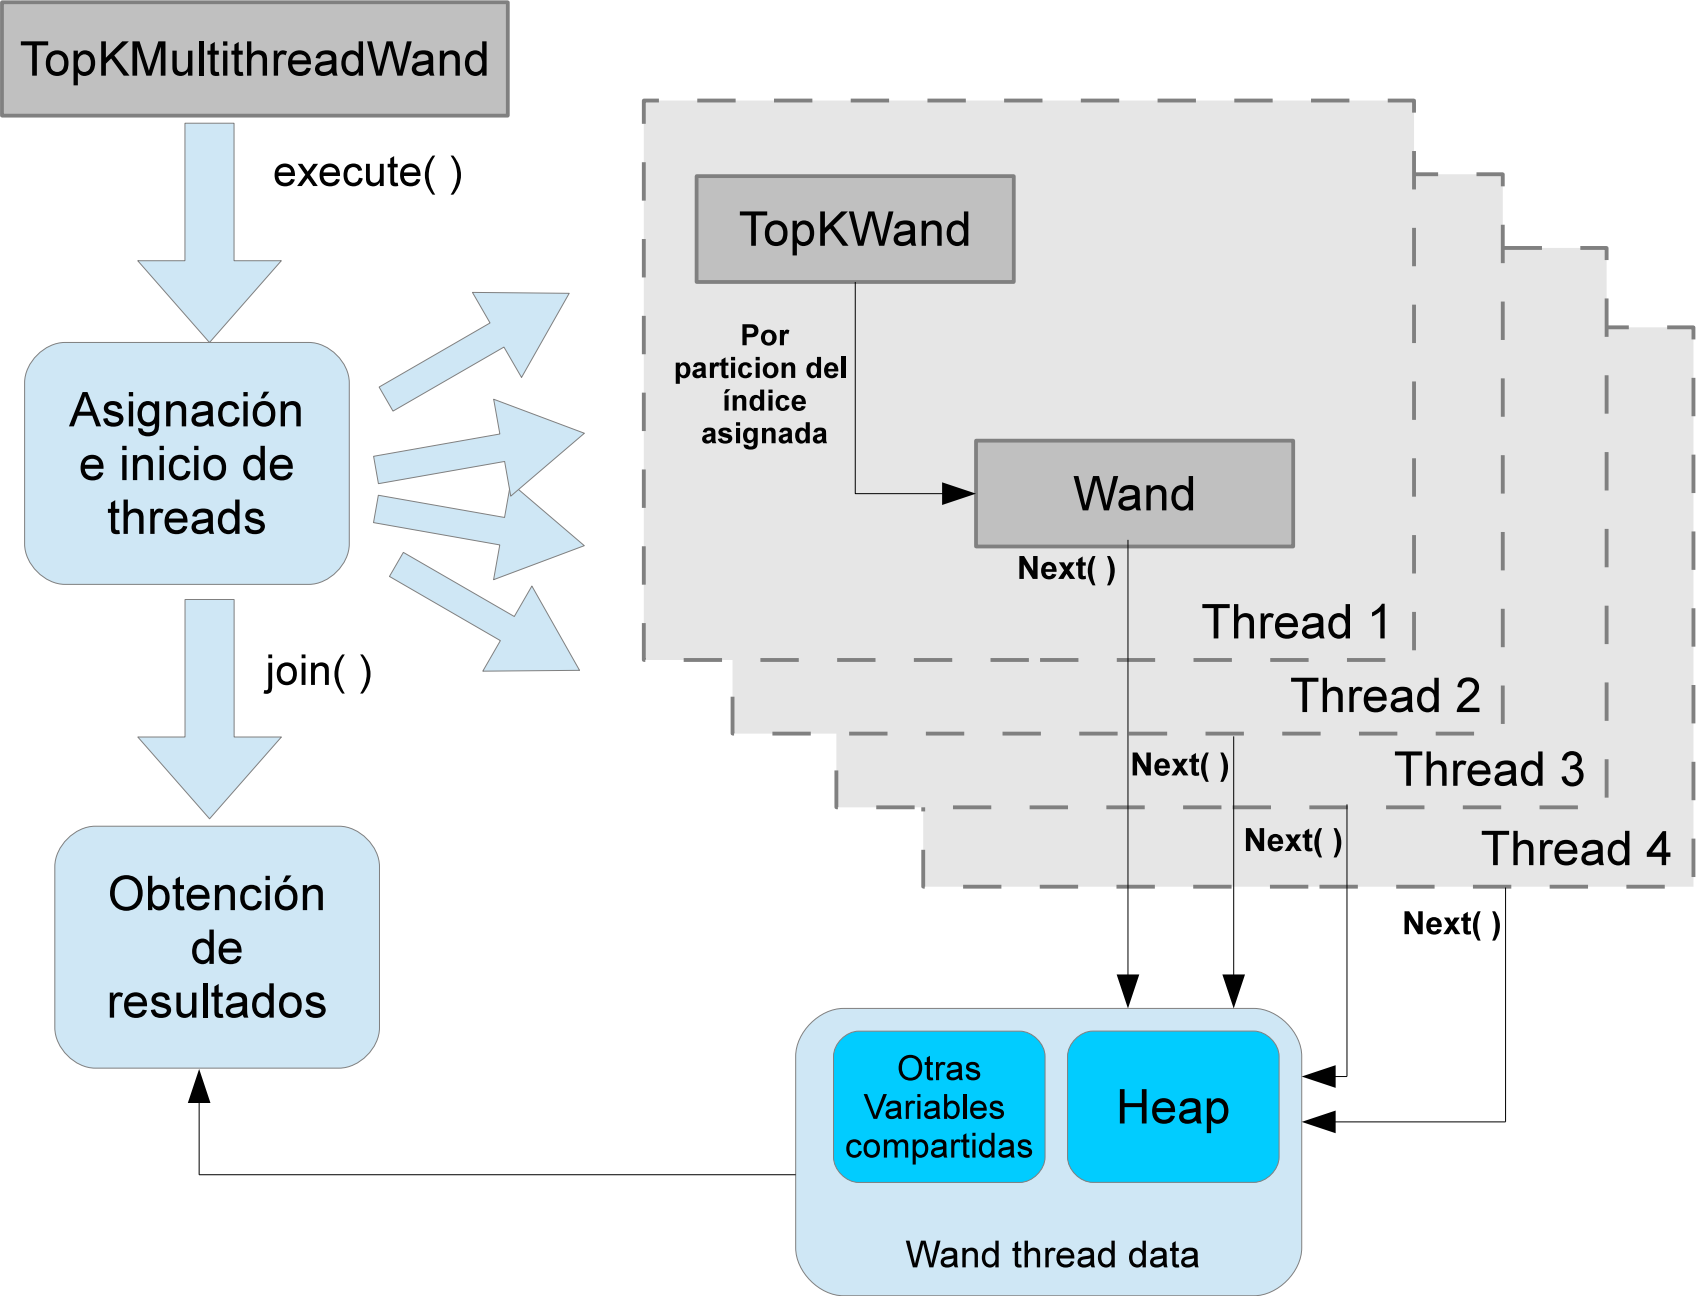 TopKMultithreadWand
execute( )
Asignación
e inicio de
threads
join( )
Obtención
de
resultados
TopKWand
Por
particion del
índice
asignada
Wand
Next( )
Thread 1
Thread 2
Next( )
Thread 3
Next( )
Thread 4
Next( )
Otras
Variables
compartidas
Heap
Wand thread data